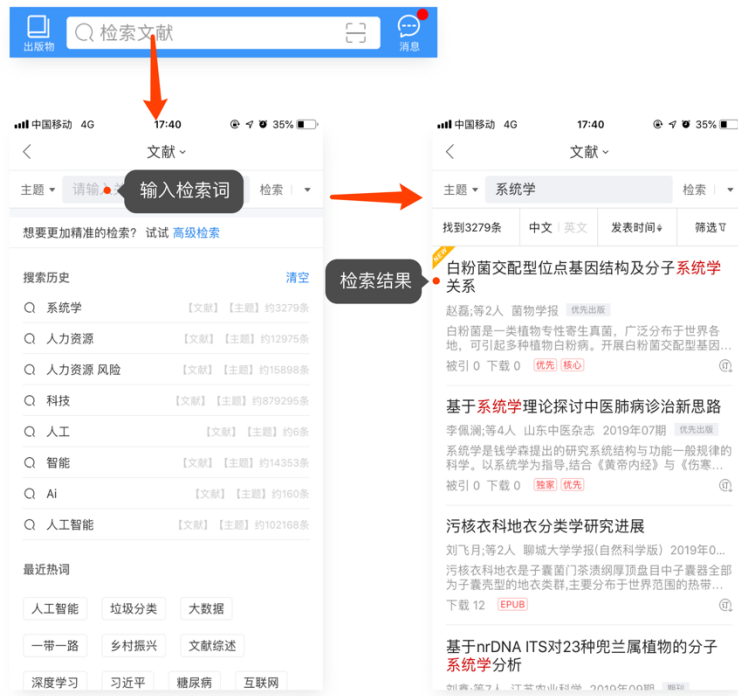 出版物
检索文献
消息
中国移动 4G 17:40 35%
文献
主题 请输入 输入检索词 检索
想要更加精准的检索? 试试 高级检索
搜索历史 清空
系统学 【文献】【主题】约3279条
人力资源 【文献】【主题】约12975条
人力资源 风险 【文献】【主题】约15898条
科技 【文献】【主题】约879295条
人工 【文献】【主题】约6条
智能 【文献】【主题】约14353条
Ai 【文献】【主题】约160条
人工智能 【文献】【主题】约102168条
最近热词
人工智能 垃圾分类 大数据
一带一路 乡村振兴 文献综述
深度学习 习近平 糖尿病 互联网
检索结果
中国移动 4G 17:40 35%
文献
主题 系统学 检索
找到3279条 中文 英文 发表时间 筛选
NEW
白粉菌交配型位点基因结构及分子系统学
关系
赵磊;等2人 菌物学报 优先出版
白粉菌是一类植物专性寄生真菌，广泛分布于世界各
地，可引起多种植物白粉病。开展白粉菌交配型基因...
被引 0 下载 0 优先 核心
基于系统学理论探讨中医肺病诊治新思路
李佩澜;等4人 山东中医杂志 2019年07期 优先出版
系统学是钱学森提出的研究系统结构与功能一般规律的
科学。以系统学为指导,结合《黄帝内经》与《伤寒...
被引 0 下载 0 独家 优先
污核衣科地衣分类学研究进展
刘飞月;等2人 聊城大学学报(自然科学版) 2019年0...
污核衣科地衣是子囊菌门茶渍纲厚顶盘目中子囊器全部
为子囊壳型的地衣类群,主要分布于世界范围的热带...
下载 12 EPUB
基于nrDNA ITS对23种兜兰属植物的分子
系统学分析
刘鑫;等7人 江苏农业科学 2019年09期 期刊